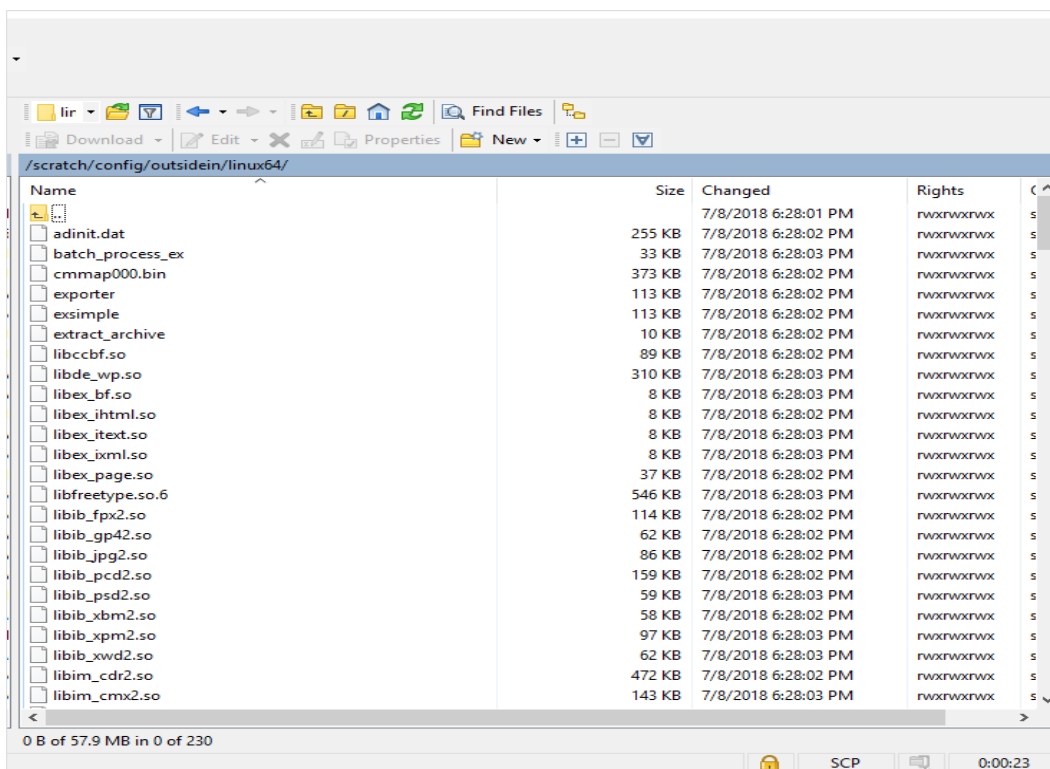 lir
Find Files
Download Edit Properties New
/scratch/config/outsidein/linux64/
Name Size Changed Rights
.. 7/8/2018 6:28:01 PM rwxrwxrwx s
adinit.dat 255 KB 7/8/2018 6:28:02 PM rwxrwxrwx s
batch_process_ex 33 KB 7/8/2018 6:28:03 PM rwxrwxrwx s
cmmap000.bin 373 KB 7/8/2018 6:28:02 PM rwxrwxrwx s
exporter 113 KB 7/8/2018 6:28:02 PM rwxrwxrwx s
exsimple 113 KB 7/8/2018 6:28:02 PM rwxrwxrwx s
extract_archive 10 KB 7/8/2018 6:28:02 PM rwxrwxrwx s
libccbf.so 89 KB 7/8/2018 6:28:02 PM rwxrwxrwx s
libde_wp.so 310 KB 7/8/2018 6:28:03 PM rwxrwxrwx s
libex_bf.so 8 KB 7/8/2018 6:28:03 PM rwxrwxrwx s
libex_ihtml.so 8 KB 7/8/2018 6:28:02 PM rwxrwxrwx s
libex_itext.so 8 KB 7/8/2018 6:28:03 PM rwxrwxrwx s
libex_ixml.so 8 KB 7/8/2018 6:28:03 PM rwxrwxrwx s
libex_page.so 37 KB 7/8/2018 6:28:02 PM rwxrwxrwx s
libfreetype.so.6 546 KB 7/8/2018 6:28:03 PM rwxrwxrwx s
libib_fpx2.so 114 KB 7/8/2018 6:28:02 PM rwxrwxrwx s
libib_gp42.so 62 KB 7/8/2018 6:28:02 PM rwxrwxrwx s
libib_jpg2.so 86 KB 7/8/2018 6:28:02 PM rwxrwxrwx s
libib_pcd2.so 159 KB 7/8/2018 6:28:02 PM rwxrwxrwx s
libib_psd2.so 59 KB 7/8/2018 6:28:03 PM rwxrwxrwx s
libib_xbm2.so 58 KB 7/8/2018 6:28:02 PM rwxrwxrwx s
libib_xpm2.so 97 KB 7/8/2018 6:28:03 PM rwxrwxrwx s
libib_xwd2.so 62 KB 7/8/2018 6:28:03 PM rwxrwxrwx s
libim_cdr2.so 472 KB 7/8/2018 6:28:02 PM rwxrwxrwx s
libim_cmx2.so 143 KB 7/8/2018 6:28:03 PM rwxrwxrwx s
0 B of 57.9 MB in 0 of 230
SCP 0:00:23